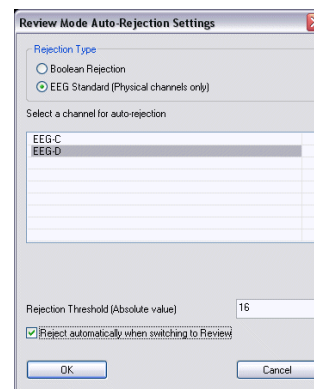 Review Mode Auto-Rejection Settings
Rejection Type
Boolean Rejection
EEG Standard (Physical channels only)
Select a channel for auto-rejection
EEG-C
EEG-D
Rejection Threshold (Absolute value) 16
Reject automatically when switching to Review
OK Cancel